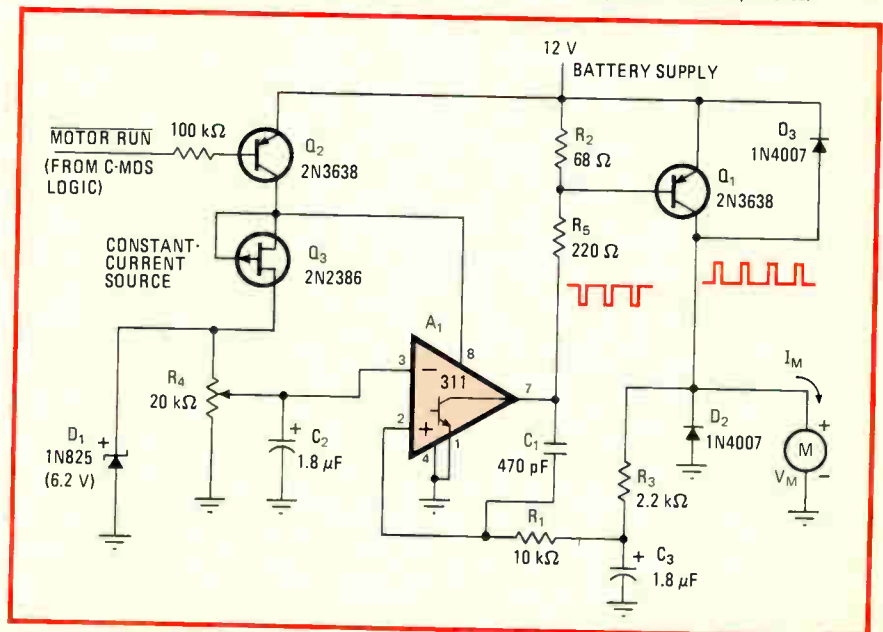 12 V
BATTERY SUPPLY
MOTOR RUN
(FROM C-MOS
LOGIC)
100 kΩ
Q2
2N3638
R2
68 Ω
D3
1N4007
Q1
2N3638
CONSTANT-
CURRENT
SOURCE
Q3
2N2386
R5
220 Ω
A1
8
3
−
311
7
2
+
4
1
R4
20 kΩ
+
C2
1.8 μF
D1
1N825
(6.2 V)
+
C1
470 pF
R1
10 kΩ
R3
2.2 kΩ
+
C3
1.8 μF
D2
1N4007
IM
+
M
VM
−